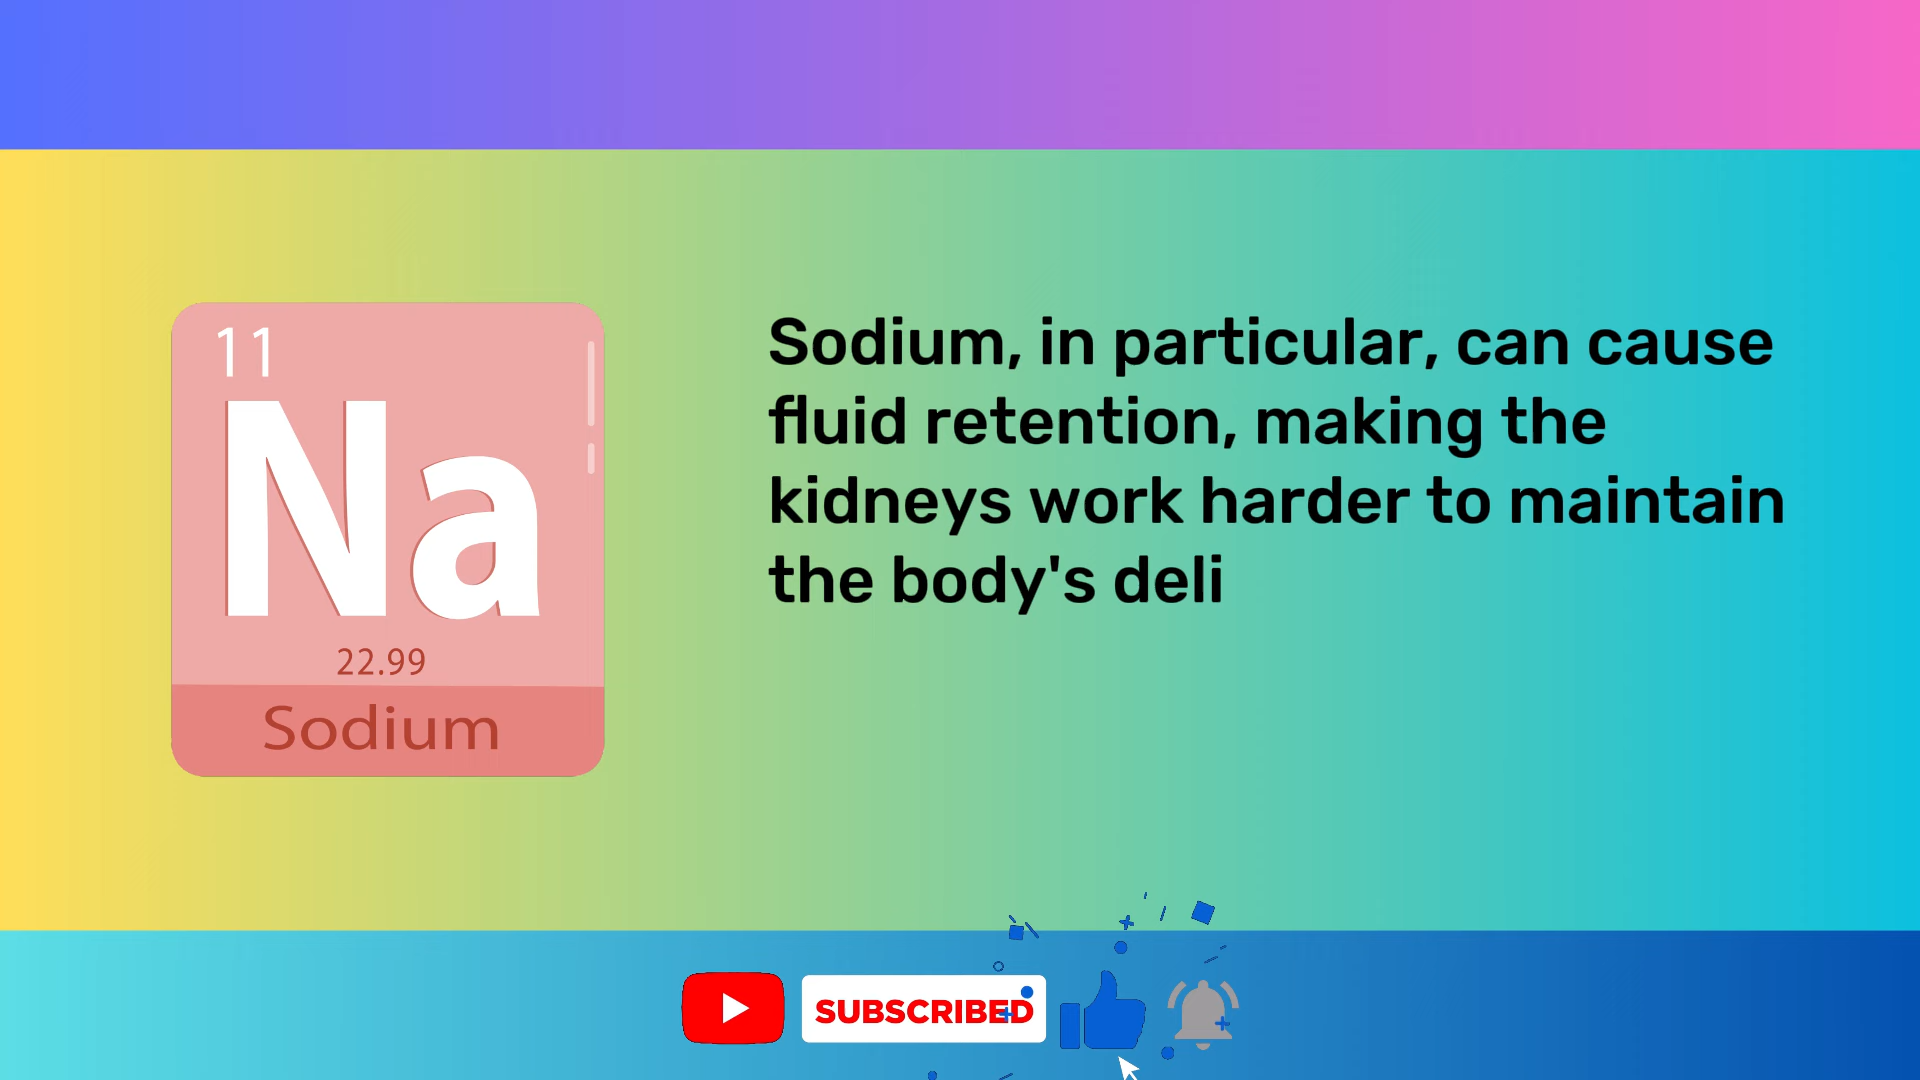 11
Na
22.99
Sodium
Sodium, in particular, can cause
fluid retention, making the
kidneys work harder to maintain
the body's deli
SUBSCRIBED